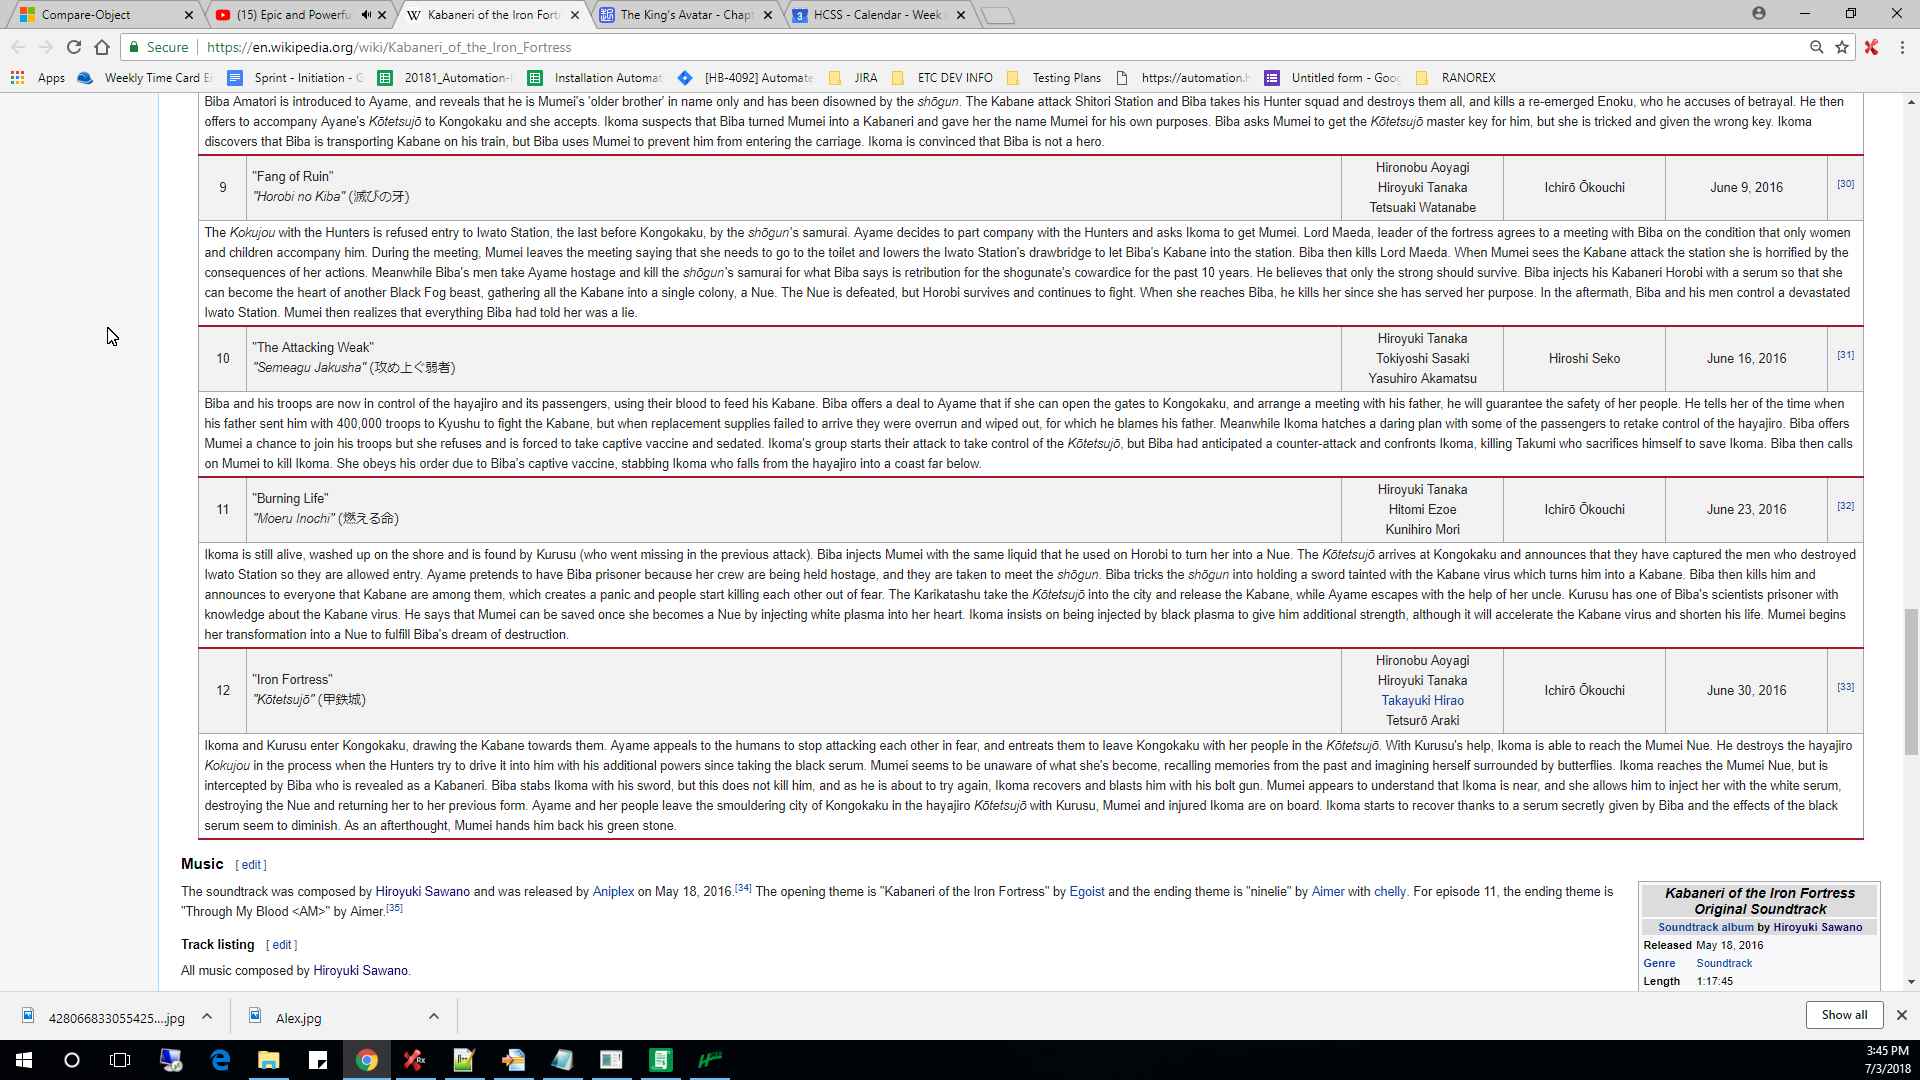 Compare-Object
(15) Epic and Powerfu
Kabaneri of the Iron Fort
The King's Avatar - Chap
HCSS - Calendar - Week
Secure
https://en.wikipedia.org/wiki/Kabaneri_of_the_Iron_Fortress
Apps
Weekly Time Card E
Sprint - Initiation - G
20181_Automation-
Installation Automat
[HB-4092] Automate
JIRA
ETC DEV INFO
Testing Plans
https://automation.h
Untitled form - Goo
RANOREX
Biba Amatori is introduced to Ayame, and reveals that he is Mumei's 'older brother' in name only and has been disowned by the shōgun. The Kabane attack Shitori Station and Biba takes his Hunter squad and destroys them all, and kills a re-emerged Enoku, who he accuses of betrayal. He then
offers to accompany Ayane's Kōtetsujō to Kongokaku and she accepts. Ikoma suspects that Biba turned Mumei into a Kabaneri and gave her the name Mumei for his own purposes. Biba asks Mumei to get the Kōtetsujō master key for him, but she is tricked and given the wrong key. Ikoma
discovers that Biba is transporting Kabane on his train, but Biba uses Mumei to prevent him from entering the carriage. Ikoma is convinced that Biba is not a hero.
9
"Fang of Ruin"
"Horobi no Kiba" (滅びの牙)
Hironobu Aoyagi
Hiroyuki Tanaka
Tetsuaki Watanabe
Ichirō Ōkouchi
June 9, 2016
[30]
The Kokujou with the Hunters is refused entry to Iwato Station, the last before Kongokaku, by the shōgun's samurai. Ayame decides to part company with the Hunters and asks Ikoma to get Mumei. Lord Maeda, leader of the fortress agrees to a meeting with Biba on the condition that only women
and children accompany him. During the meeting, Mumei leaves the meeting saying that she needs to go to the toilet and lowers the Iwato Station's drawbridge to let Biba's Kabane into the station. Biba then kills Lord Maeda. When Mumei sees the Kabane attack the station she is horrified by the
consequences of her actions. Meanwhile Biba's men take Ayame hostage and kill the shōgun's samurai for what Biba says is retribution for the shogunate's cowardice for the past 10 years. He believes that only the strong should survive. Biba injects his Kabaneri Horobi with a serum so that she
can become the heart of another Black Fog beast, gathering all the Kabane into a single colony, a Nue. The Nue is defeated, but Horobi survives and continues to fight. When she reaches Biba, he kills her since she has served her purpose. In the aftermath, Biba and his men control a devastated
Iwato Station. Mumei then realizes that everything Biba had told her was a lie.
10
"The Attacking Weak"
"Semeagu Jakusha" (攻め上ぐ弱者)
Hiroyuki Tanaka
Tokiyoshi Sasaki
Yasuhiro Akamatsu
Hiroshi Seko
June 16, 2016
[31]
Biba and his troops are now in control of the hayajiro and its passengers, using their blood to feed his Kabane. Biba offers a deal to Ayame that if she can open the gates to Kongokaku, and arrange a meeting with his father, he will guarantee the safety of her people. He tells her of the time when
his father sent him with 400,000 troops to Kyushu to fight the Kabane, but when replacement supplies failed to arrive they were overrun and wiped out, for which he blames his father. Meanwhile Ikoma hatches a daring plan with some of the passengers to retake control of the hayajiro. Biba offers
Mumei a chance to join his troops but she refuses and is forced to take captive vaccine and sedated. Ikoma's group starts their attack to take control of the Kōtetsujō, but Biba had anticipated a counter-attack and confronts Ikoma, killing Takumi who sacrifices himself to save Ikoma. Biba then calls
on Mumei to kill Ikoma. She obeys his order due to Biba's captive vaccine, stabbing Ikoma who falls from the hayajiro into a coast far below.
11
"Burning Life"
"Moeru Inochi" (燃える命)
Hiroyuki Tanaka
Hitomi Ezoe
Kunihiro Mori
Ichirō Ōkouchi
June 23, 2016
[32]
Ikoma is still alive, washed up on the shore and is found by Kurusu (who went missing in the previous attack). Biba injects Mumei with the same liquid that he used on Horobi to turn her into a Nue. The Kōtetsujō arrives at Kongokaku and announces that they have captured the men who destroyed
Iwato Station so they are allowed entry. Ayame pretends to have Biba prisoner because her crew are being held hostage, and they are taken to meet the shōgun. Biba tricks the shōgun into holding a sword tainted with the Kabane virus which turns him into a Kabane. Biba then kills him and
announces to everyone that Kabane are among them, which creates a panic and people start killing each other out of fear. The Karikatashu take the Kōtetsujō into the city and release the Kabane, while Ayame escapes with the help of her uncle. Kurusu has one of Biba's scientists prisoner with
knowledge about the Kabane virus. He says that Mumei can be saved once she becomes a Nue by injecting white plasma into her heart. Ikoma insists on being injected by black plasma to give him additional strength, although it will accelerate the Kabane virus and shorten his life. Mumei begins
her transformation into a Nue to fulfill Biba's dream of destruction.
12
"Iron Fortress"
"Kōtetsujō" (甲鉄城)
Hironobu Aoyagi
Hiroyuki Tanaka
Takayuki Hirao
Tetsurō Araki
Ichirō Ōkouchi
June 30, 2016
[33]
Ikoma and Kurusu enter Kongokaku, drawing the Kabane towards them. Ayame appeals to the humans to stop attacking each other in fear, and entreats them to leave Kongokaku with her people in the Kōtetsujō. With Kurusu's help, Ikoma is able to reach the Mumei Nue. He destroys the hayajiro
Kokujou in the process when the Hunters try to drive it into him with his additional powers since taking the black serum. Mumei seems to be unaware of what she's become, recalling memories from the past and imagining herself surrounded by butterflies. Ikoma reaches the Mumei Nue, but is
intercepted by Biba who is revealed as a Kabaneri. Biba stabs Ikoma with his sword, but this does not kill him, and as he is about to try again, Ikoma recovers and blasts him with his bolt gun. Mumei appears to understand that Ikoma is near, and she allows him to inject her with the white serum,
destroying the Nue and returning her to her previous form. Ayame and her people leave the smouldering city of Kongokaku in the hayajiro Kōtetsujō with Kurusu, Mumei and injured Ikoma are on board. Ikoma starts to recover thanks to a serum secretly given by Biba and the effects of the black
serum seem to diminish. As an afterthought, Mumei hands him back his green stone.
Music [ edit ]
The soundtrack was composed by Hiroyuki Sawano and was released by Aniplex on May 18, 2016.[34] The opening theme is "Kabaneri of the Iron Fortress" by Egoist and the ending theme is "ninelie" by Aimer with chelly. For episode 11, the ending theme is
"Through My Blood <AM>" by Aimer.[35]
Track listing [ edit ]
All music composed by Hiroyuki Sawano.
Kabaneri of the Iron Fortress
Original Soundtrack
Soundtrack album by Hiroyuki Sawano
Released May 18, 2016
Genre Soundtrack
Length 1:17:45
428066833055425....jpg
Alex.jpg
Show all
3:45 PM
7/3/2018